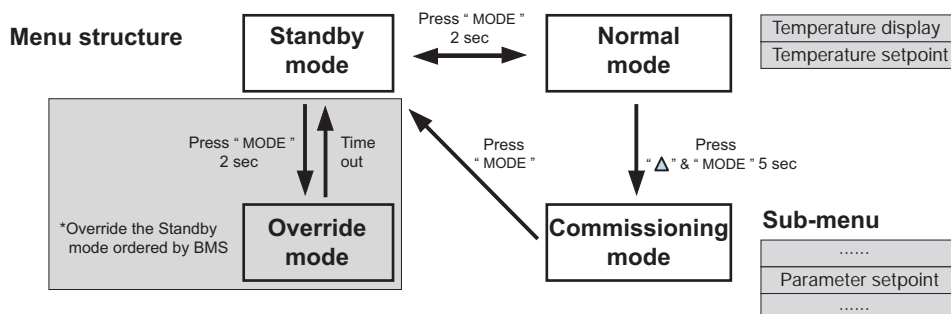 Menu structure
Standby
mode
Press “ MODE ”
2 sec
Normal
mode
Temperature display
Temperature setpoint
Press “ MODE ”
2 sec
Time
out
Press
“ MODE ”
Press
“ △ ” & “ MODE ” 5 sec
*Override the Standby
mode ordered by BMS
Override
mode
Commissioning
mode
Sub-menu
......
Parameter setpoint
......